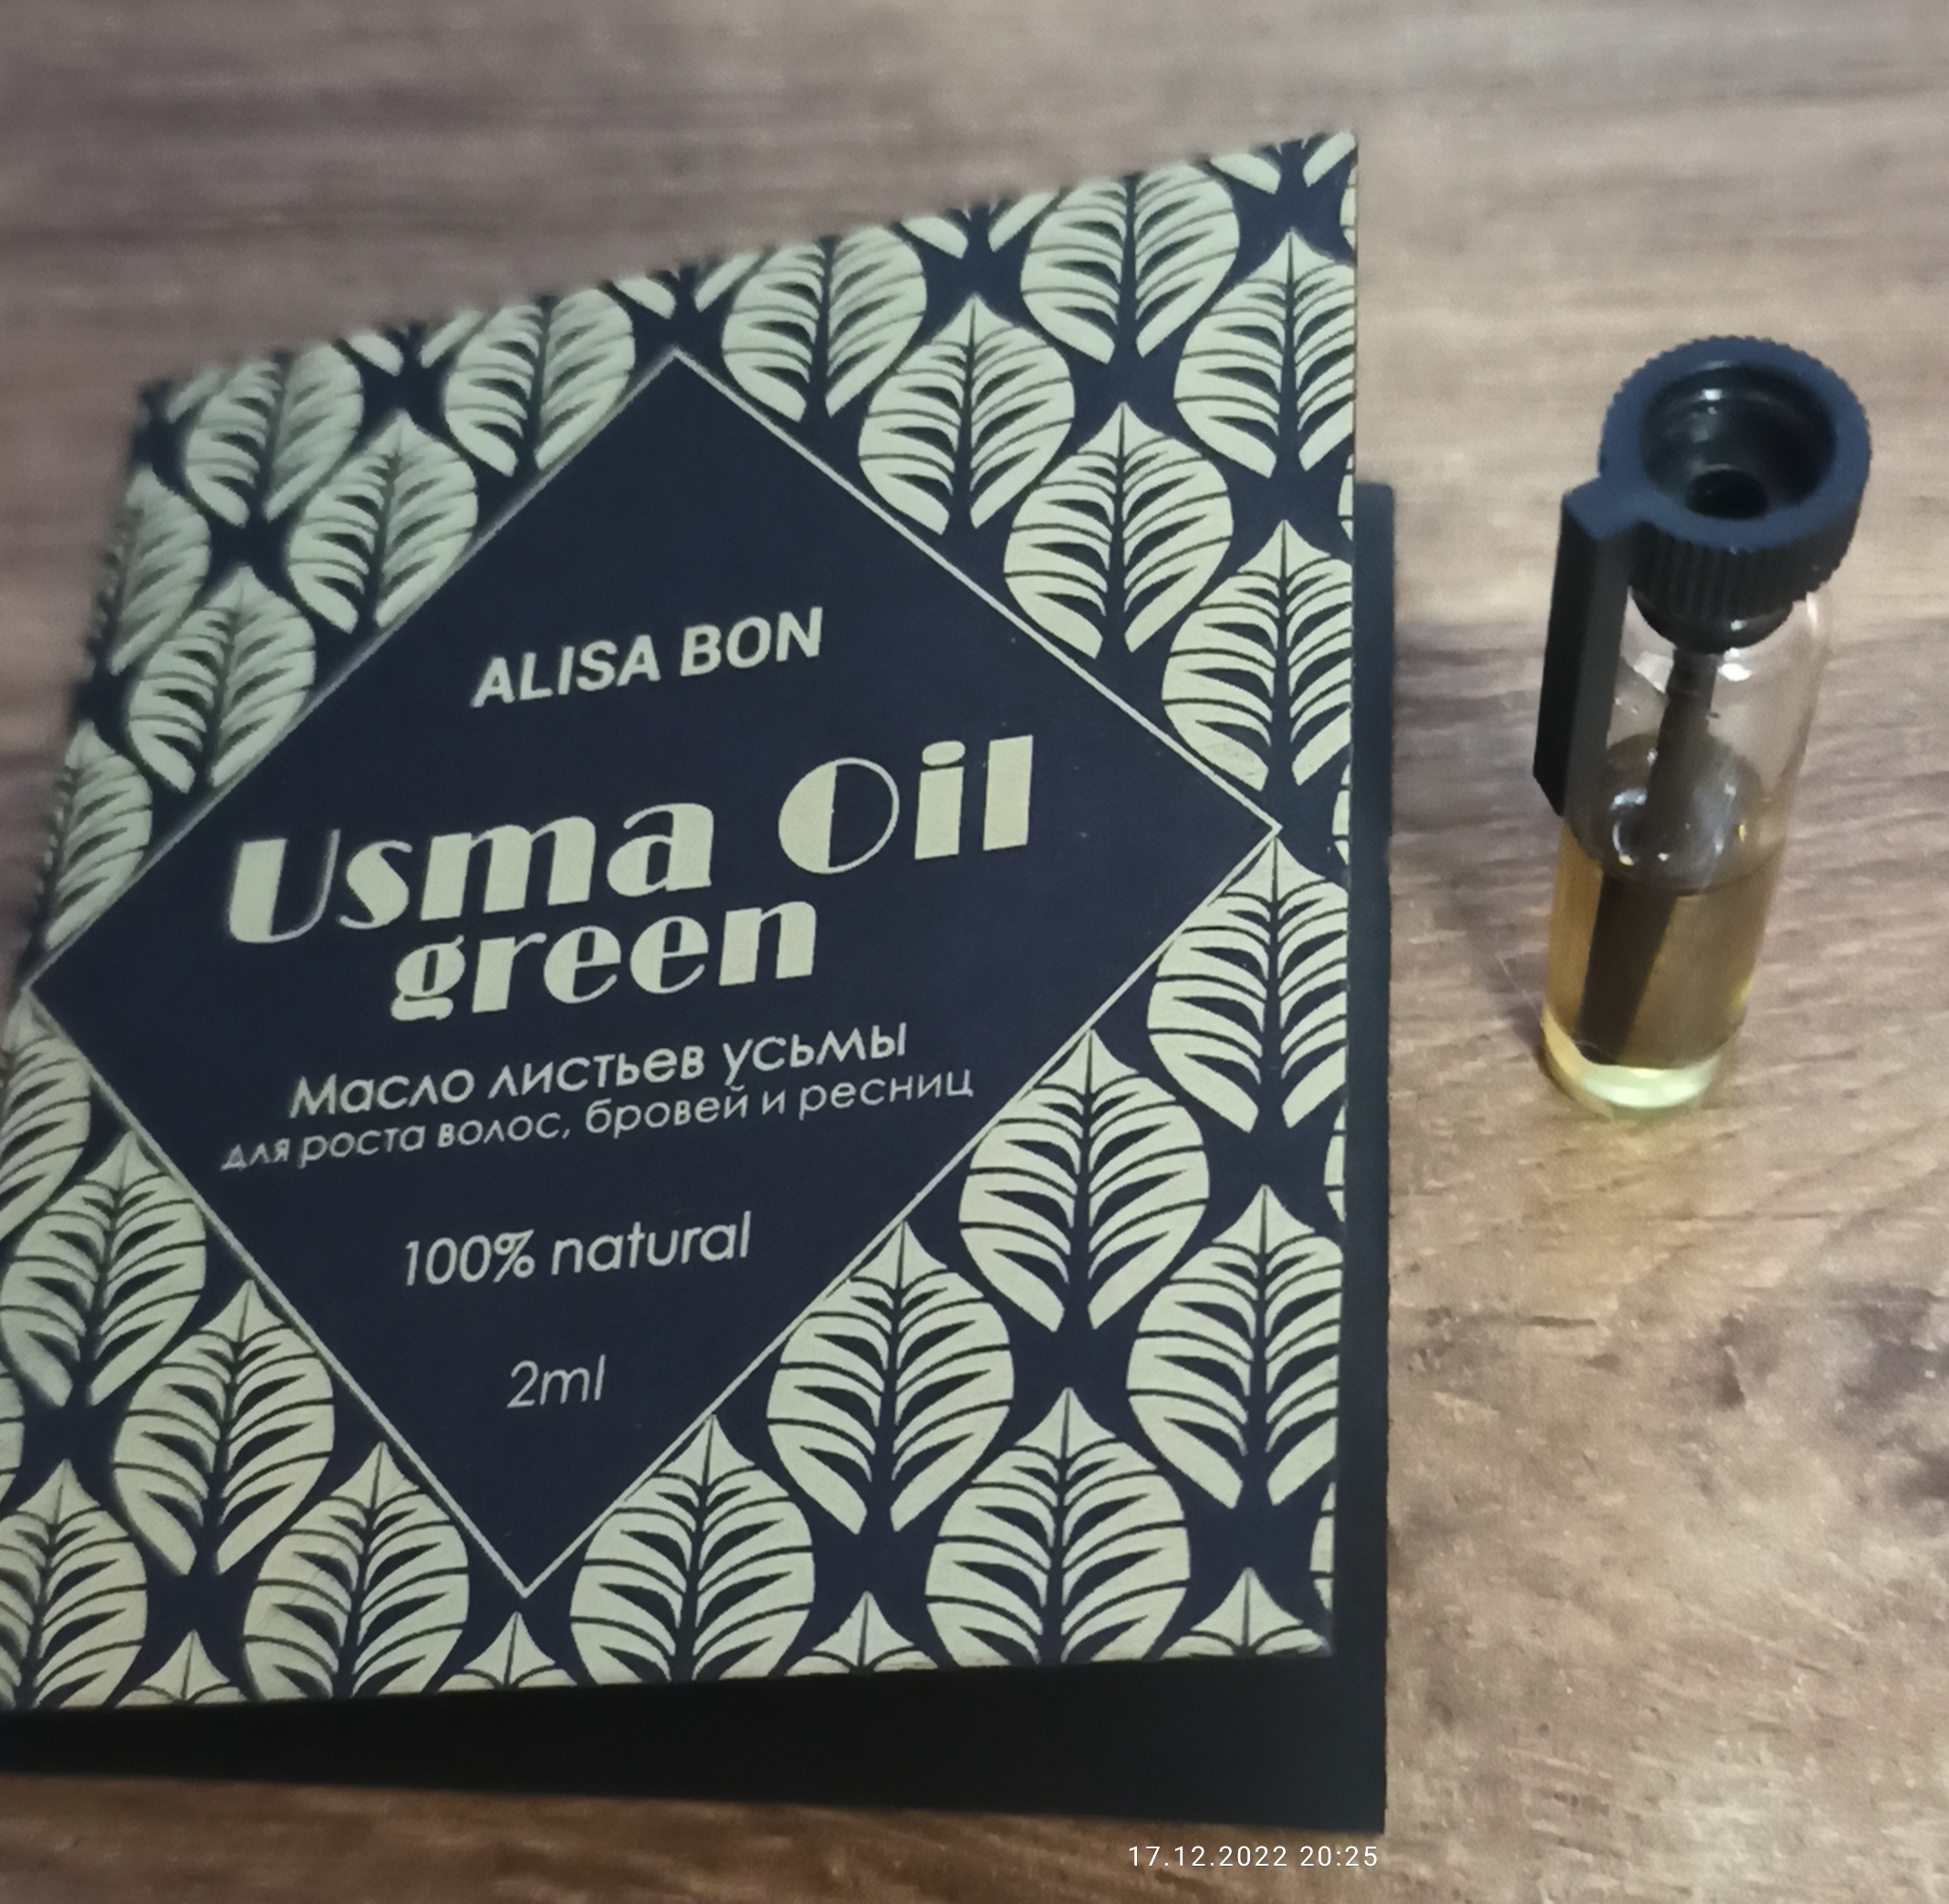 ALISA BON
Usma Oil
green
Масло листьев усьмы
для роста волос, бровей и ресниц
100% natural
2ml
17.12.2022 20:25